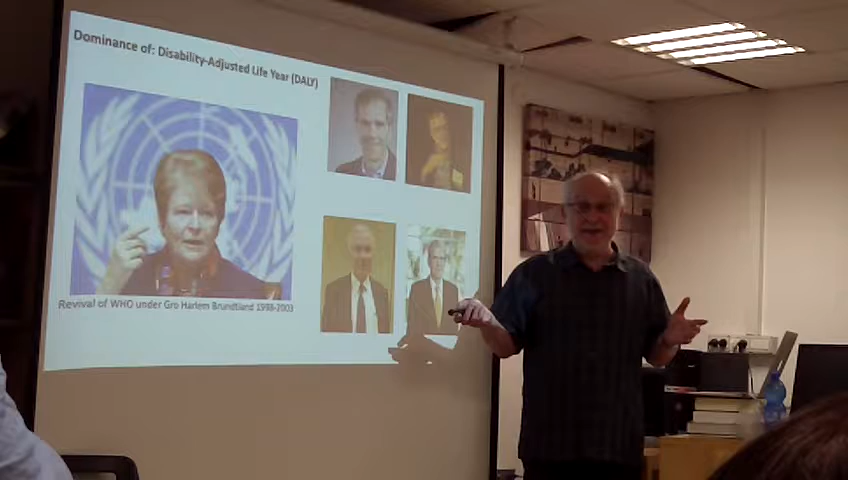 Dominance of: Disability-Adjusted Life Year (DALY)
Revival of WHO under Gro Harlem Brundtland 1998-2003